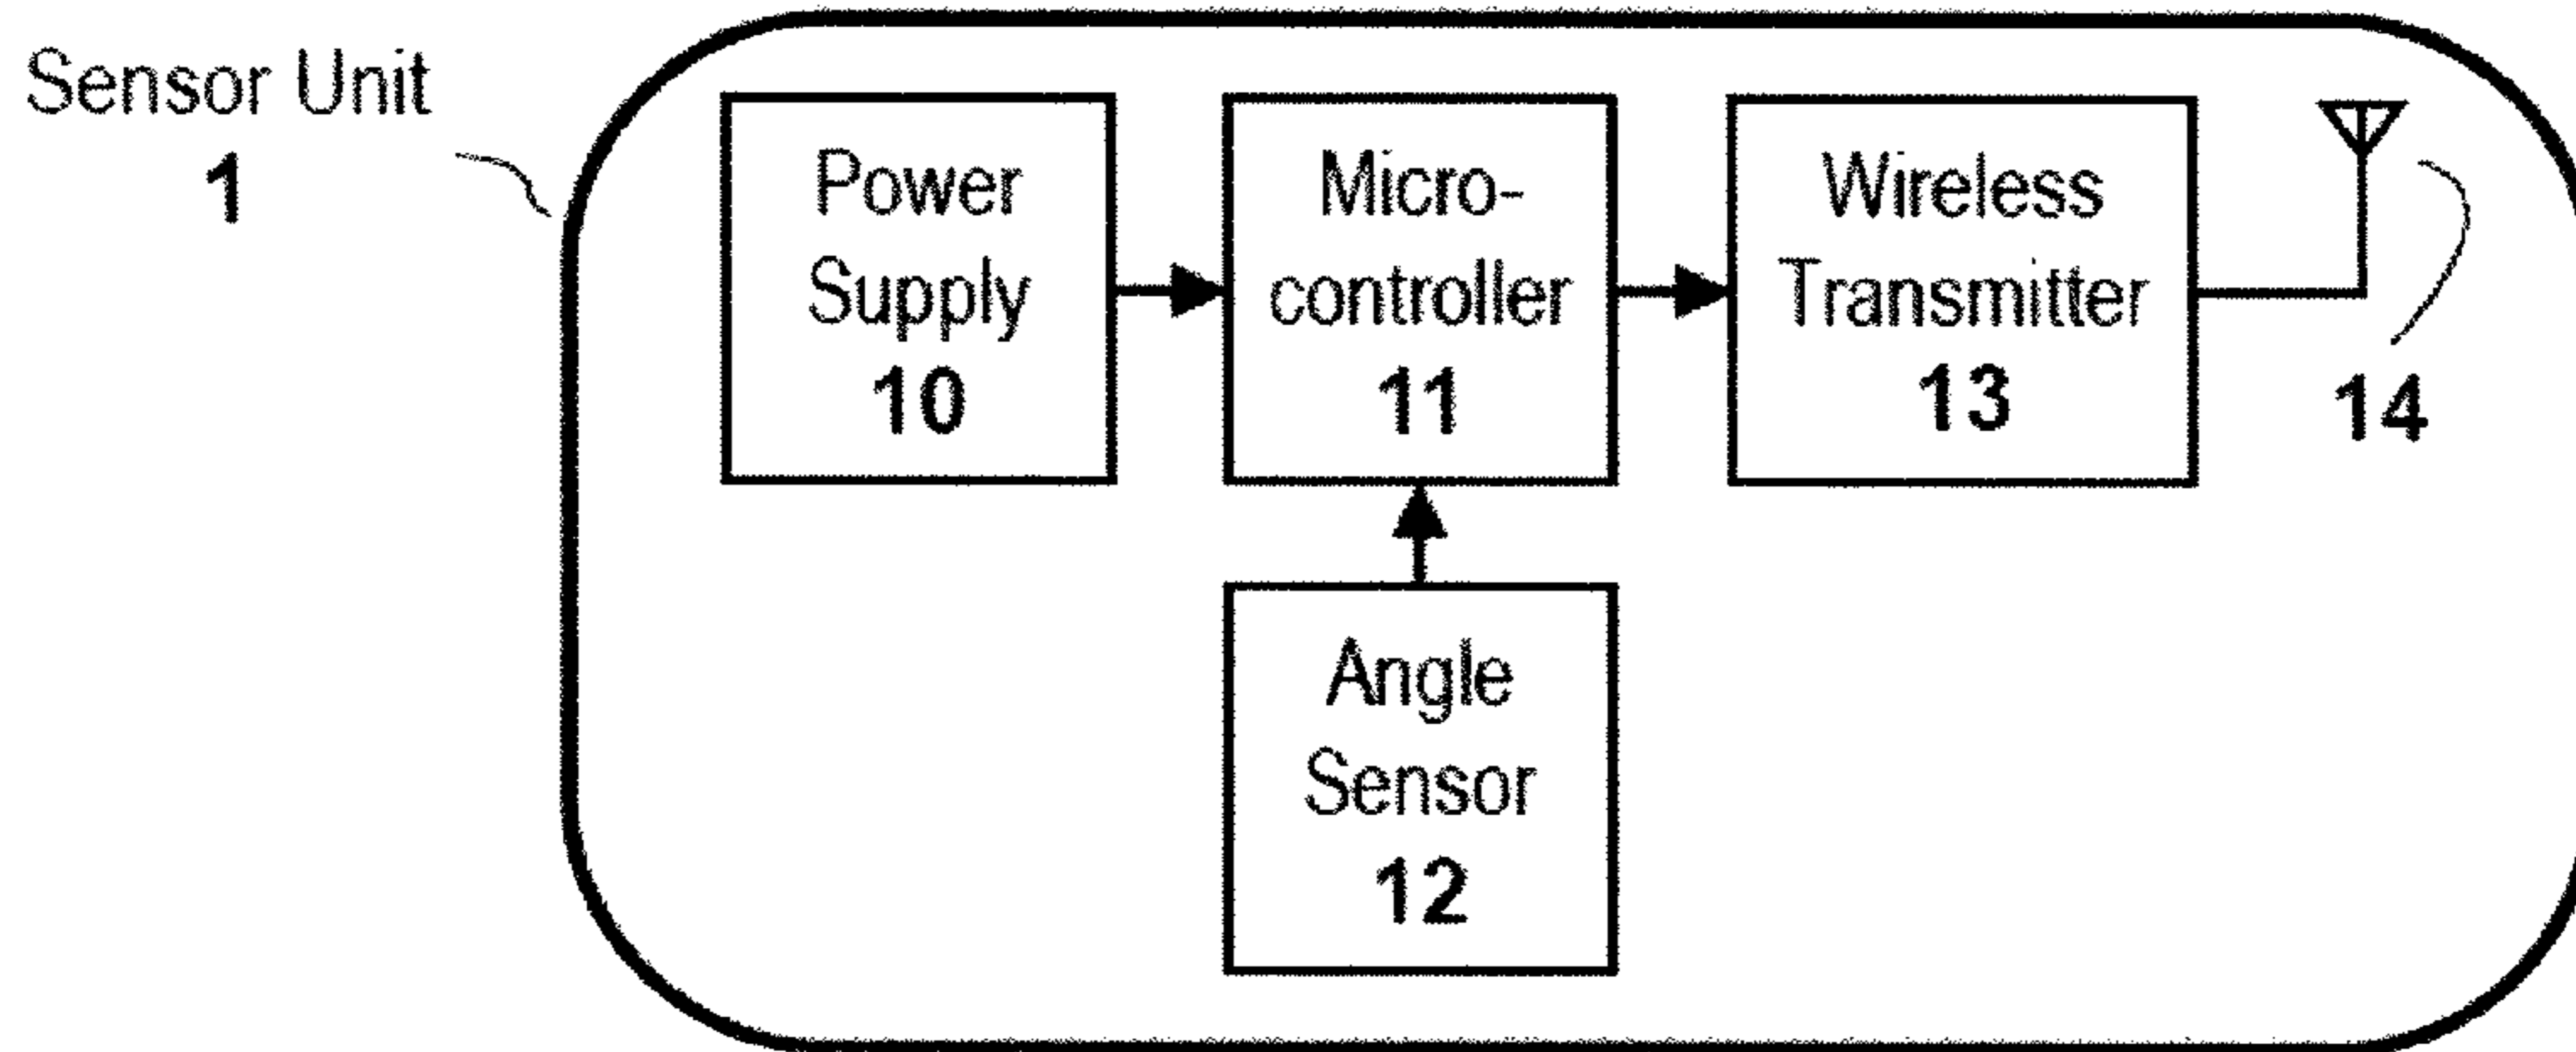 Sensor Unit
1
Power
Supply
10
Micro-
controller
11
Wireless
Transmitter
13
14
Angle
Sensor
12